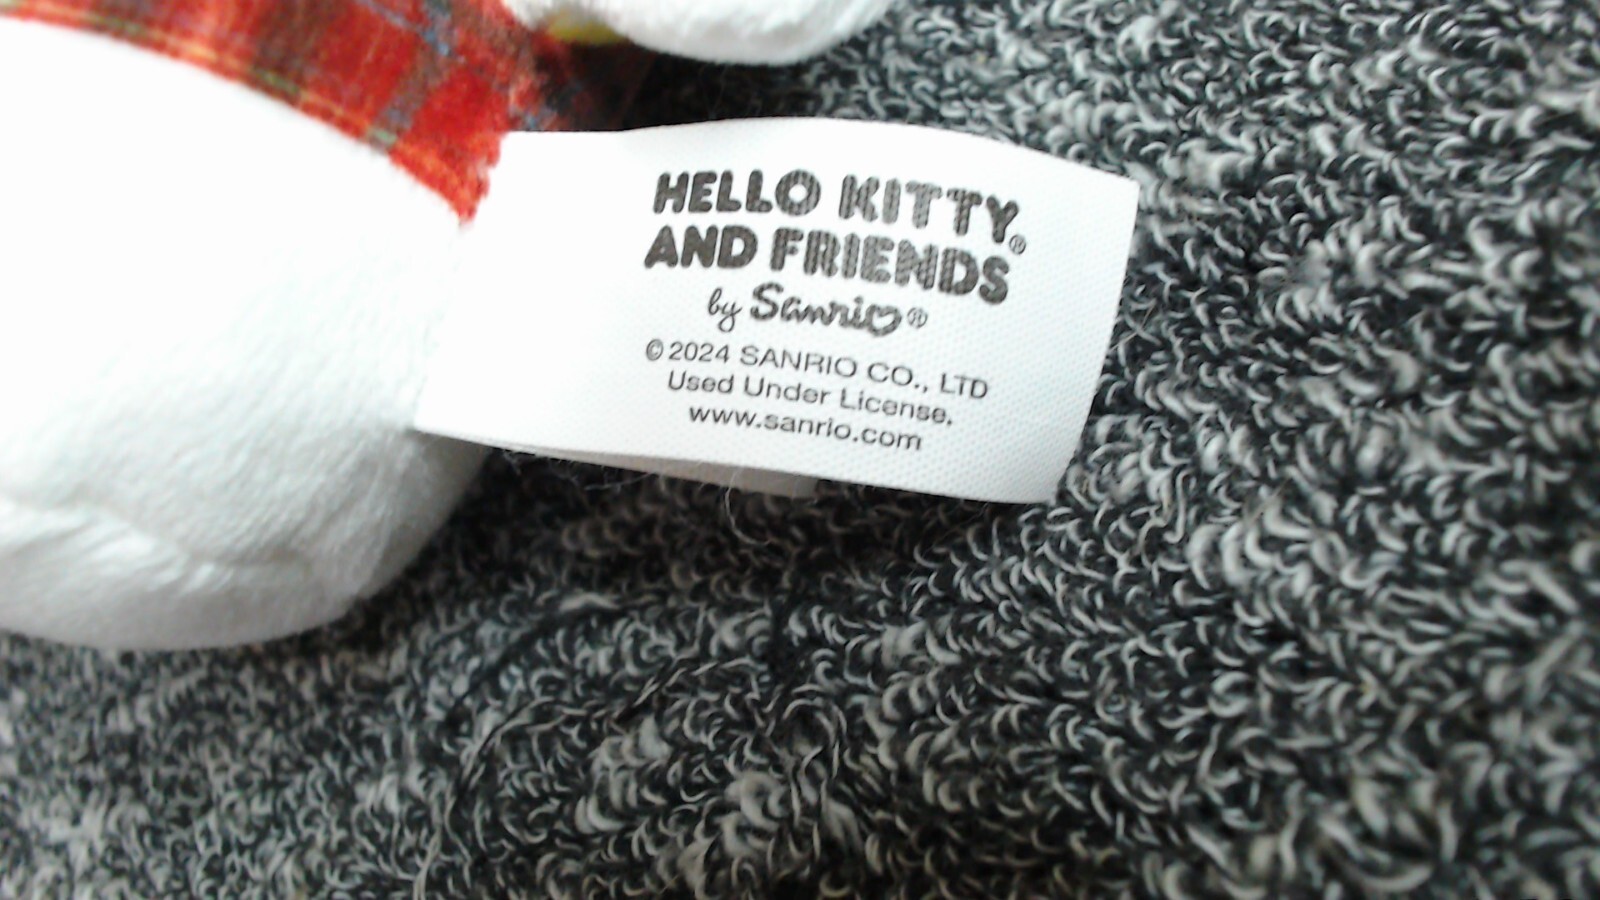 HELLO KITTY®
AND FRIENDS
by Sanrio®
©2024 SANRIO CO., LTD
Used Under License.
www.sanrio.com